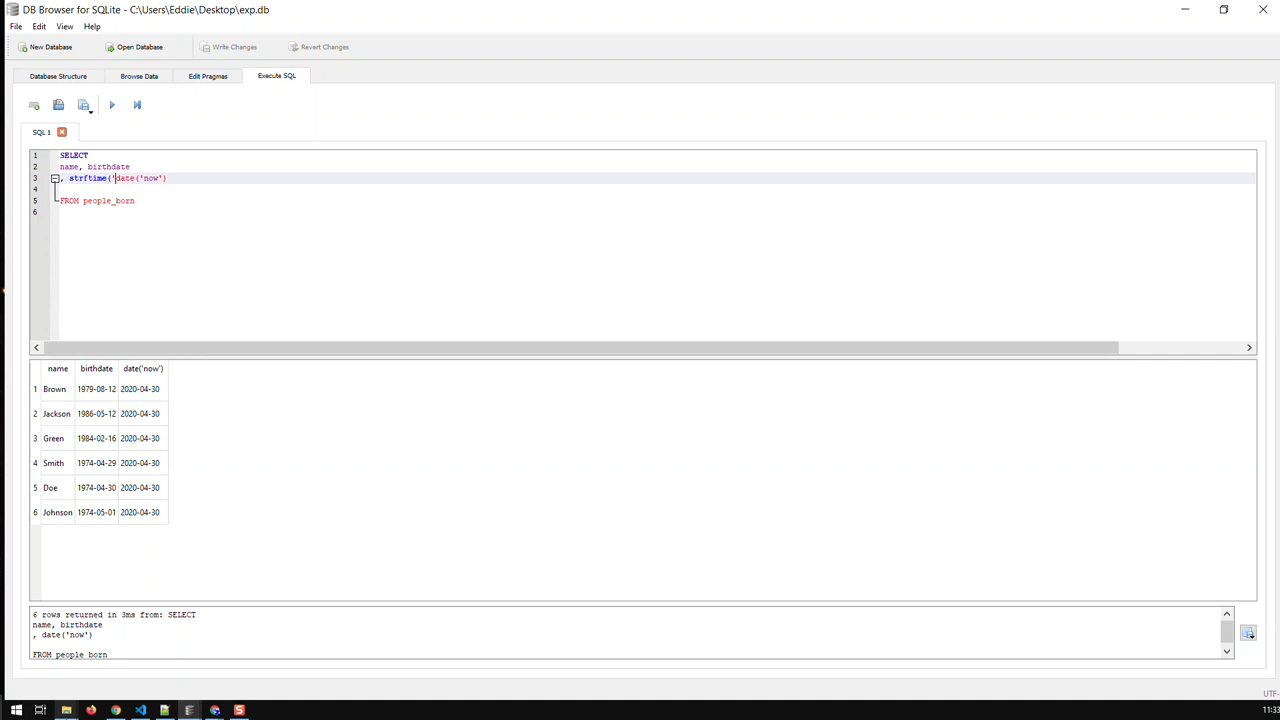 DB Browser for SQLite - C:\Users\Eddie\Desktop\exp.db
File Edit View Help
New Database Open Database Write Changes Revert Changes
Database Structure Browse Data Edit Pragmas Execute SQL
SQL 1
1 SELECT
2 name, birthdate
3 , strftime('date('now')
4
5 FROM people_born
6
name birthdate date('now')
1 Brown 1979-08-12 2020-04-30
2 Jackson 1986-05-12 2020-04-30
3 Green 1984-02-16 2020-04-30
4 Smith 1974-04-29 2020-04-30
5 Doe 1974-04-30 2020-04-30
6 Johnson 1974-05-01 2020-04-30
6 rows returned in 3ms from: SELECT
name, birthdate
, date('now')
FROM people_born
UTF-
11:33